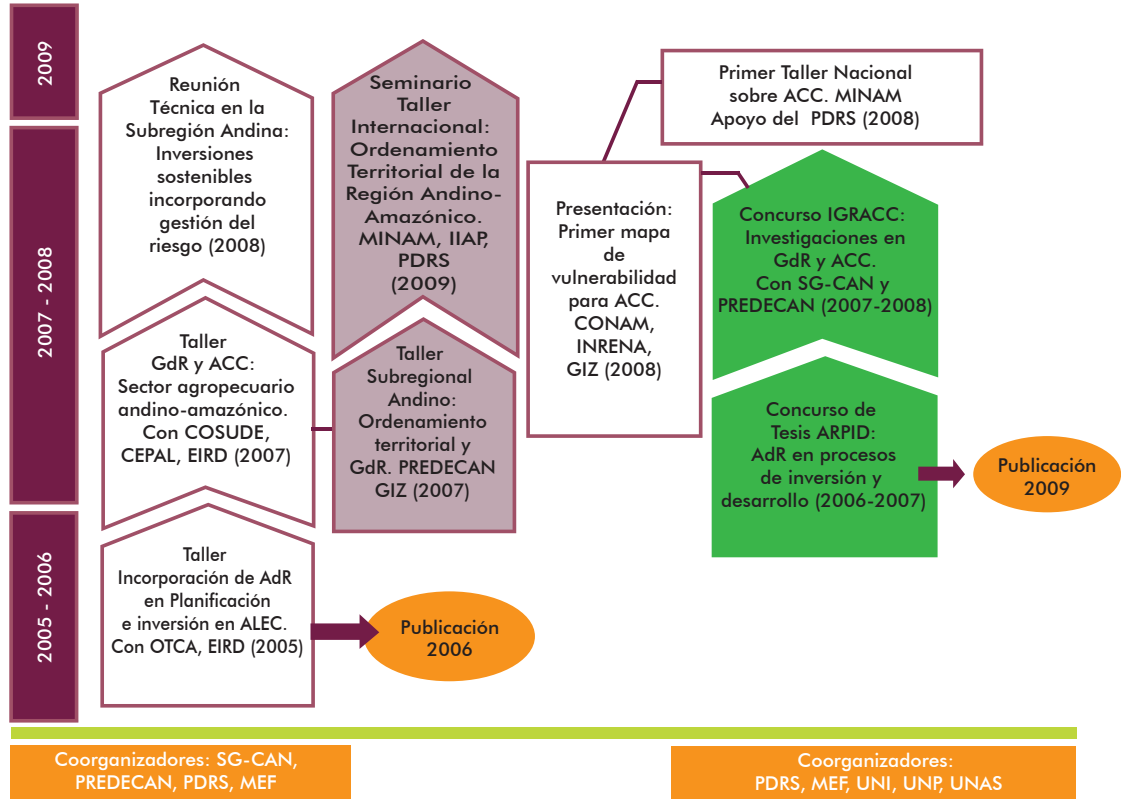 2009
2007 - 2008
2005 - 2006
Reunión
Técnica en la
Subregión Andina:
Inversiones
sostenibles
incorporando
gestión del
riesgo (2008)
Taller
GdR y ACC:
Sector agropecuario
andino-amazónico.
Con COSUDE,
CEPAL, EIRD (2007)
Taller
Incorporación de AdR
en Planificación
e inversión en ALEC.
Con OTCA, EIRD (2005)
Publicación
2006
Seminario
Taller
Internacional:
Ordenamiento
Territorial de la
Región Andino-
Amazónico.
MINAM, IIAP,
PDRS
(2009)
Taller
Subregional
Andino:
Ordenamiento
territorial y
GdR. PREDECAN
GIZ (2007)
Presentación:
Primer mapa
de
vulnerabilidad
para ACC.
CONAM,
INRENA,
GIZ (2008)
Primer Taller Nacional
sobre ACC. MINAM
Apoyo del PDRS (2008)
Concurso IGRACC:
Investigaciones en
GdR y ACC.
Con SG-CAN y
PREDECAN (2007-2008)
Concurso de
Tesis ARPID:
AdR en procesos
de inversión y
desarrollo (2006-2007)
Publicación
2009
Coorganizadores: SG-CAN,
PREDECAN, PDRS, MEF
Coorganizadores:
PDRS, MEF, UNI, UNP, UNAS